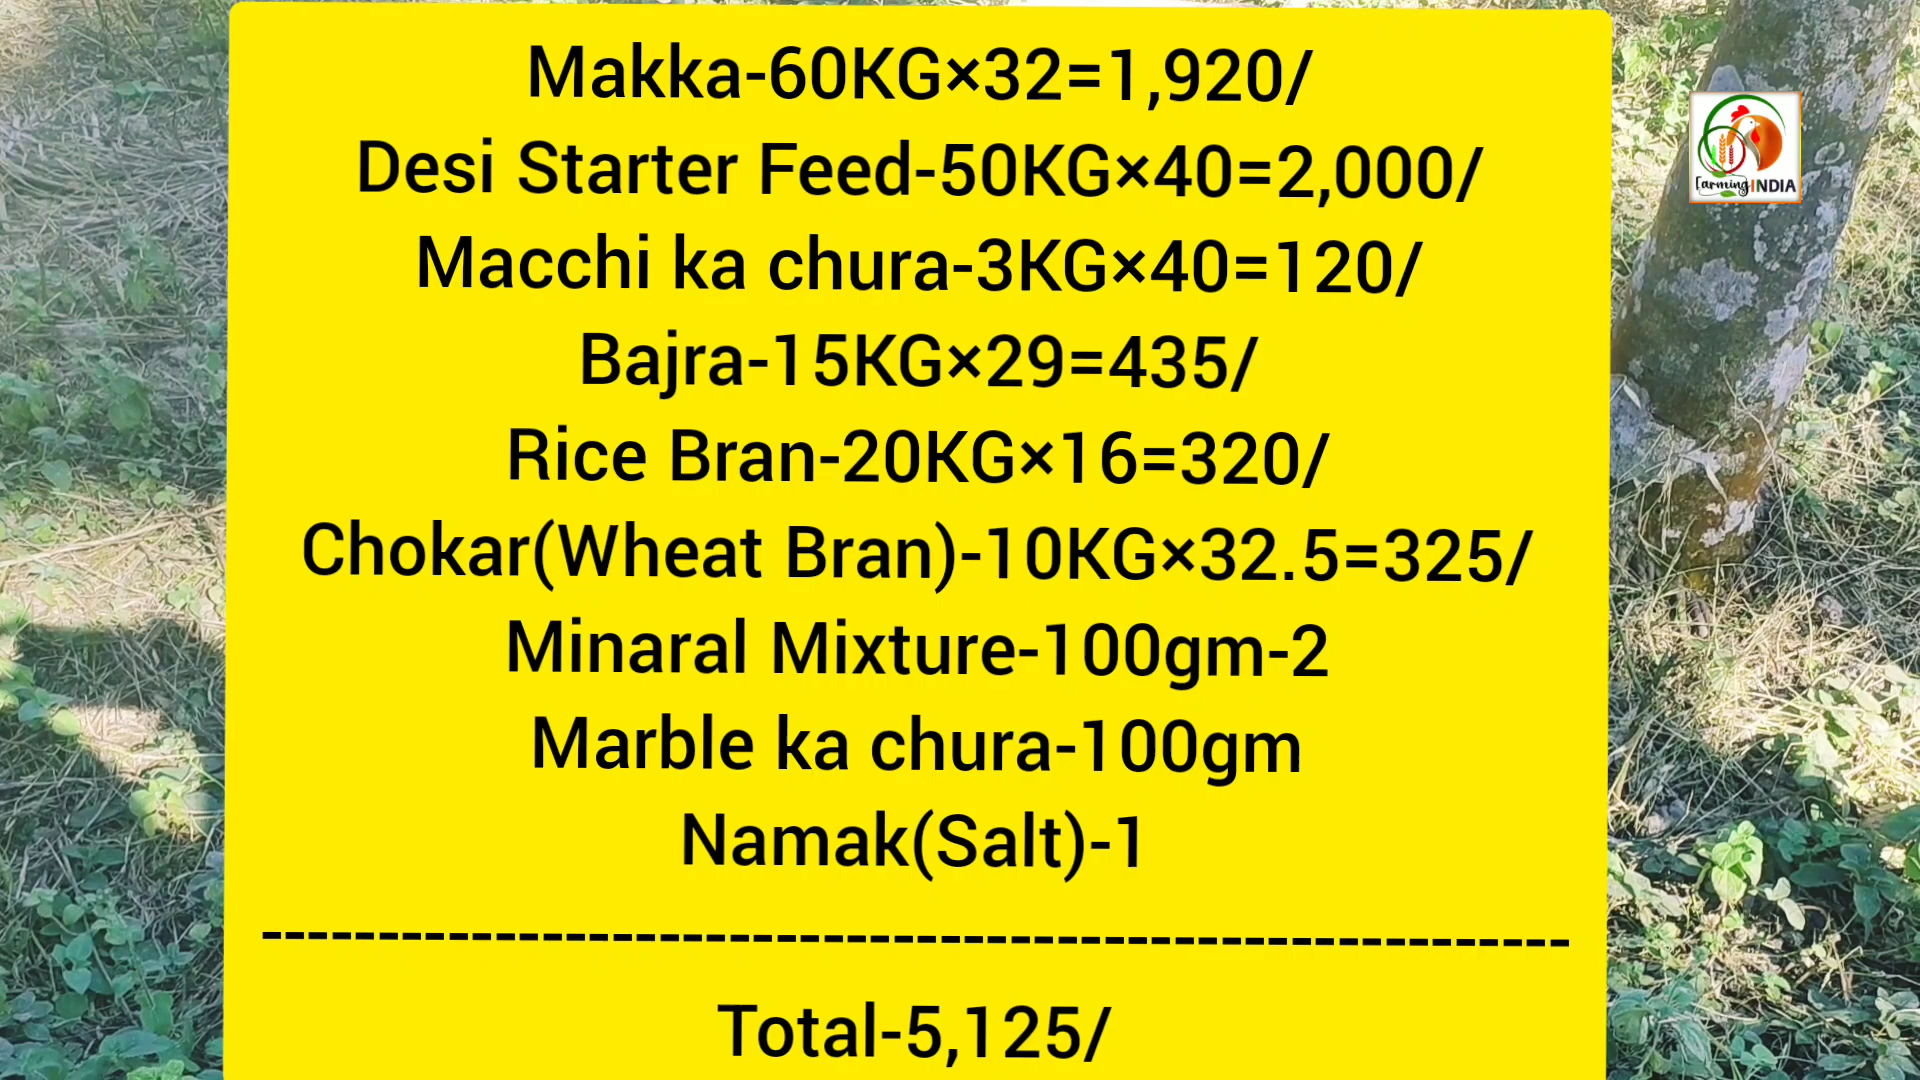 Makka-60KG×32=1,920/
Desi Starter Feed-50KG×40=2,000/
Macchi ka chura-3KG×40=120/
Bajra-15KG×29=435/
Rice Bran-20KG×16=320/
Chokar(Wheat Bran)-10KG×32.5=325/
Minaral Mixture-100gm-2
Marble ka chura-100gm
Namak(Salt)-1
Total-5,125/
Farming INDIA